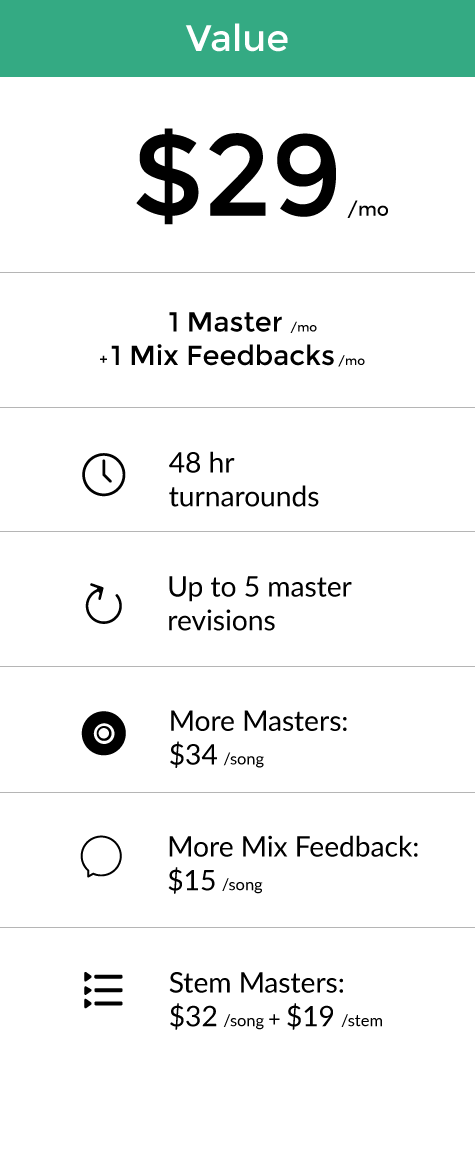 Value
$29 /mo
1 Master /mo
+1 Mix Feedbacks /mo
48 hr
turnarounds
Up to 5 master
revisions
More Masters:
$34 /song
More Mix Feedback:
$15 /song
Stem Masters:
$32 /song + $19 /stem